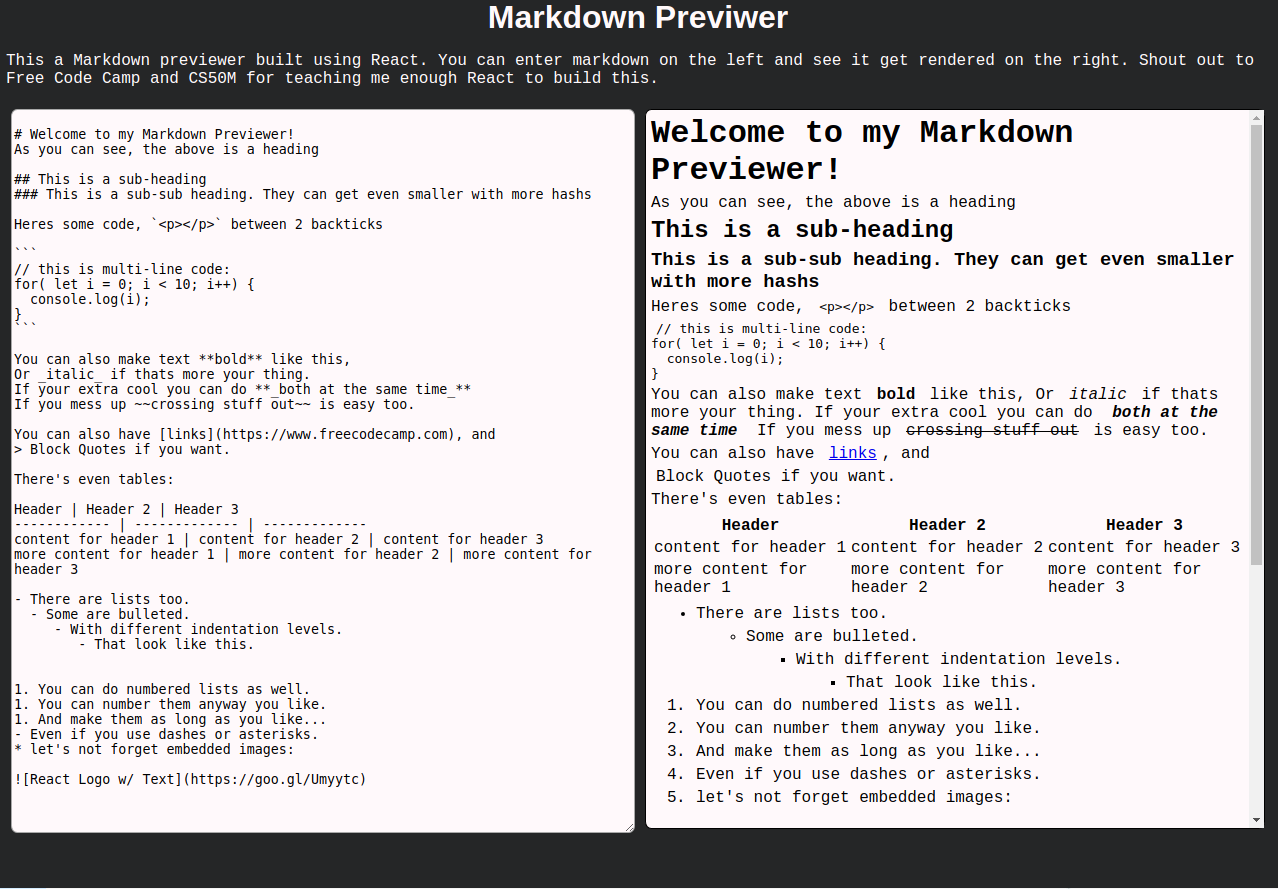 Markdown Previwer
This a Markdown previewer built using React. You can enter markdown on the left and see it get rendered on the right. Shout out to
Free Code Camp and CS50M for teaching me enough React to build this.
# Welcome to my Markdown Previewer!
As you can see, the above is a heading
## This is a sub-heading
### This is a sub-sub heading. They can get even smaller with more hashs
Heres some code, `<p></p>` between 2 backticks
```
// this is multi-line code:
for( let i = 0; i < 10; i++) {
  console.log(i);
}
```
You can also make text **bold** like this,
Or _italic_ if thats more your thing.
If your extra cool you can do **_both at the same time_**
If you mess up ~~crossing stuff out~~ is easy too.
You can also have [links](https://www.freecodecamp.com), and
> Block Quotes if you want.
There's even tables:
Header | Header 2 | Header 3
------------ | ------------- | -------------
content for header 1 | content for header 2 | content for header 3
more content for header 1 | more content for header 2 | more content for
header 3
- There are lists too.
  - Some are bulleted.
     - With different indentation levels.
        - That look like this.
1. You can do numbered lists as well.
1. You can number them anyway you like.
1. And make them as long as you like...
- Even if you use dashes or asterisks.
* let's not forget embedded images:
![React Logo w/ Text](https://goo.gl/Umyytc)
Welcome to my Markdown
Previewer!
As you can see, the above is a heading
This is a sub-heading
This is a sub-sub heading. They can get even smaller
with more hashs
Heres some code, <p></p> between 2 backticks
// this is multi-line code:
for( let i = 0; i < 10; i++) {
  console.log(i);
}
You can also make text bold like this, Or italic if thats
more your thing. If your extra cool you can do both at the
same time If you mess up crossing stuff out is easy too.
You can also have links, and
Block Quotes if you want.
There's even tables:
Header Header 2 Header 3
content for header 1 content for header 2 content for header 3
more content for more content for more content for
header 1 header 2 header 3
• There are lists too.
◦ Some are bulleted.
▪ With different indentation levels.
▪ That look like this.
1. You can do numbered lists as well.
2. You can number them anyway you like.
3. And make them as long as you like...
4. Even if you use dashes or asterisks.
5. let's not forget embedded images: